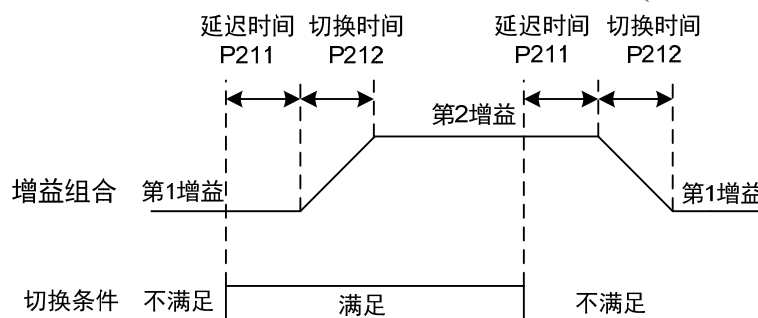 延迟时间 切换时间 延迟时间 切换时间
P211 P212 P211 P212
第2增益
增益组合 第1增益 第1增益
切换条件 不满足 满足 不满足